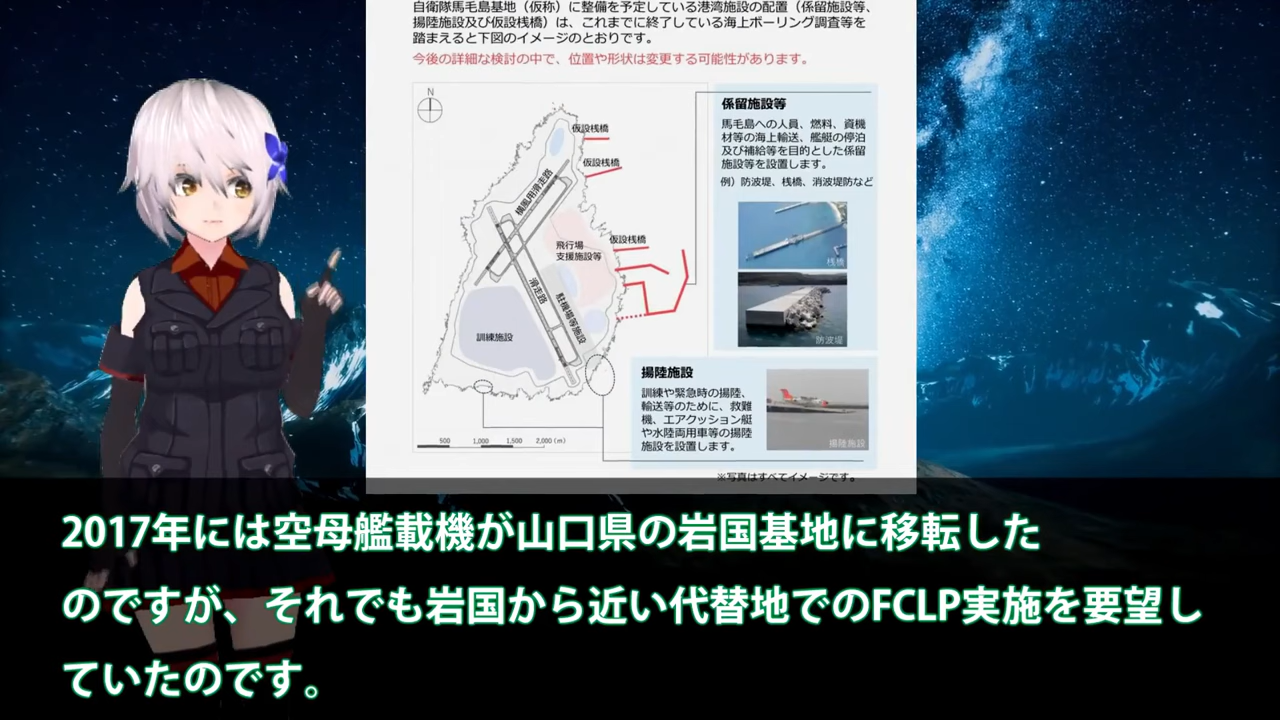 自衛隊馬毛島基地（仮称）に整備を予定している港湾施設の配置（係留施設等、
揚陸施設及び仮設桟橋）は、これまでに終了している海上ボーリング調査等を
踏まえると下図のイメージのとおりです。
今後の詳細な検討の中で、位置や形状は変更する可能性があります。
N
仮設桟橋
仮設桟橋
横風用滑走路
仮設桟橋
飛行場
支援施設等
滑走路
駐機場等施設
訓練施設
500 1,000 1,500 2,000 (m)
係留施設等
馬毛島への人員、燃料、資機
材等の海上輸送、艦艇の停泊
及び補給等を目的とした係留
施設等を設置します。
例）防波堤、桟橋、消波堤防など
桟橋
防波堤
揚陸施設
訓練や緊急時の揚陸、
輸送等のために、救難
機、エアクッション艇
や水陸両用車等の揚陸
施設を設置します。
揚陸施設
※写真はすべてイメージです。
2017年には空母艦載機が山口県の岩国基地に移転した
のですが、それでも岩国から近い代替地でのFCLP実施を要望し
ていたのです。